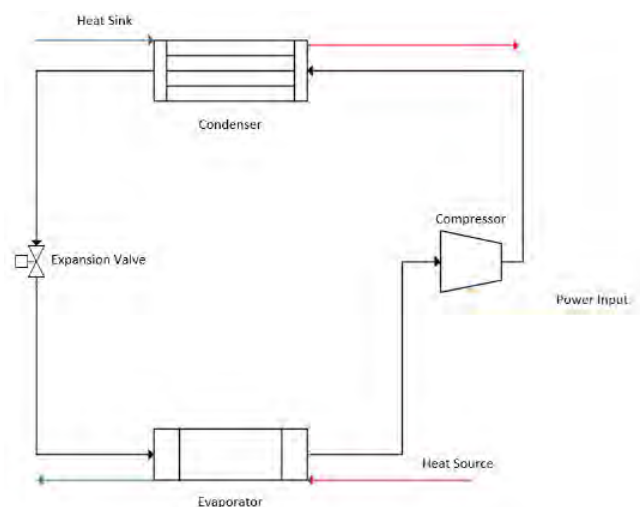 Heat Sink
Condenser
Compressor
Expansion Valve
Power Input
Heat Source
Evaporator